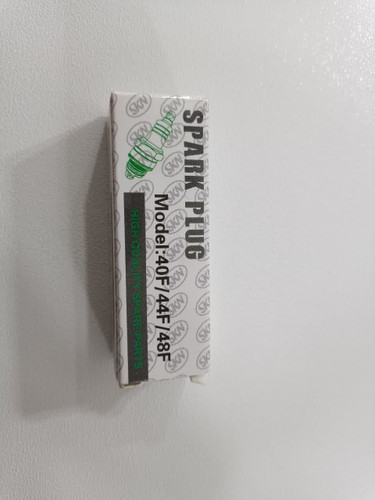 SPARK PLUG
Model:40F/44F/48F
HIGH QUALITY SPARE PARTS